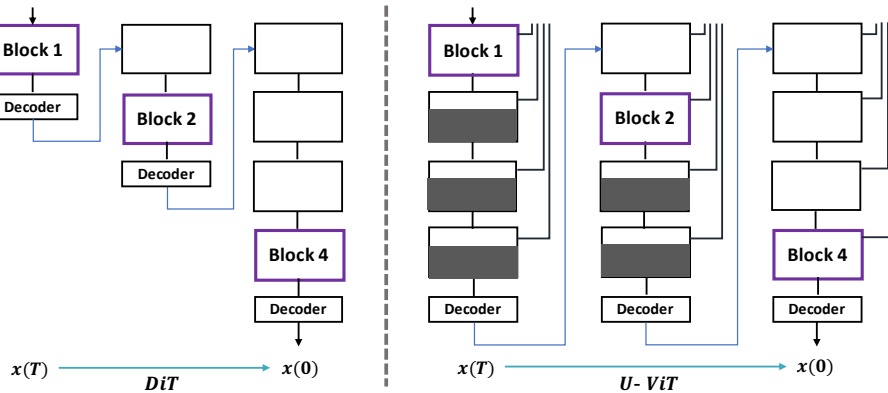 Block 1
Decoder
Block 2
Decoder
Block 4
Decoder
x(T)
x(0)
DiT
Block 1
Block 2
Block 4
Decoder
Decoder
Decoder
x(T)
x(0)
U- ViT